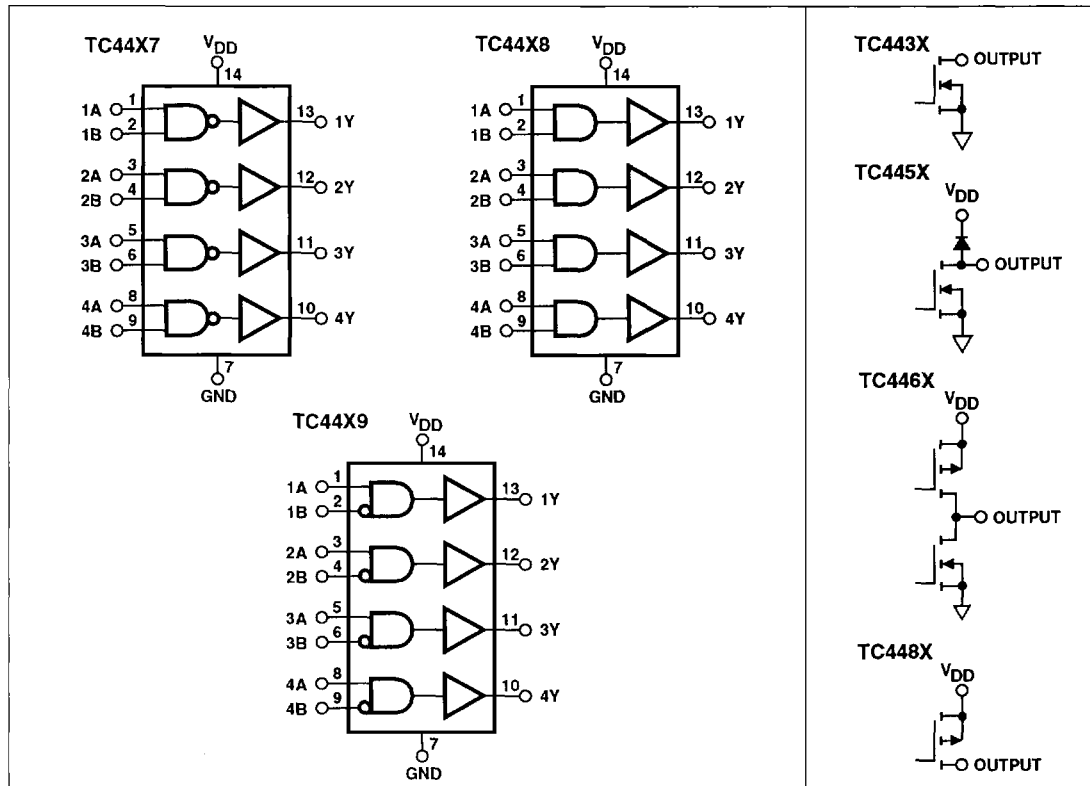 TC44X7
VDD
14
1A 1 13 1Y
1B 2
2A 3 12 2Y
2B 4
3A 5 11 3Y
3B 6
4A 8 10 4Y
4B 9
7
GND
TC44X8
VDD
14
1A 1 13 1Y
1B 2
2A 3 12 2Y
2B 4
3A 5 11 3Y
3B 6
4A 8 10 4Y
4B 9
7
GND
TC44X9
VDD
14
1A 1 13 1Y
1B 2
2A 3 12 2Y
2B 4
3A 5 11 3Y
3B 6
4A 8 10 4Y
4B 9
7
GND
TC443X
OUTPUT
TC445X
VDD
OUTPUT
TC446X
VDD
OUTPUT
TC448X
VDD
OUTPUT